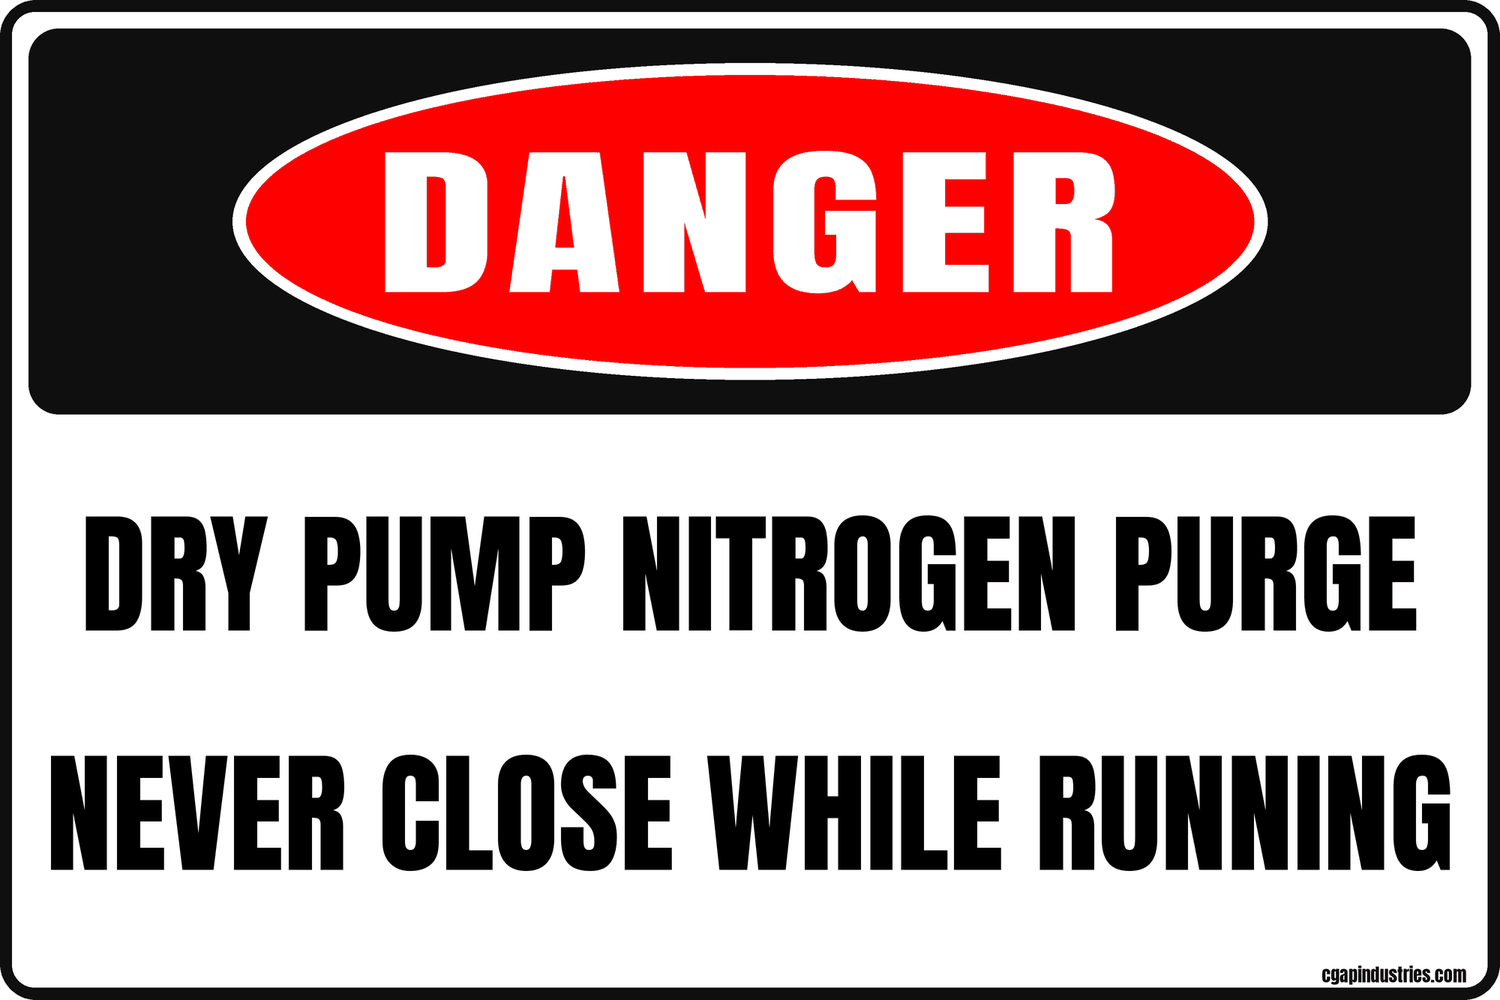 DANGER
DRY PUMP NITROGEN PURGE
NEVER CLOSE WHILE RUNNING
cgapindustries.com